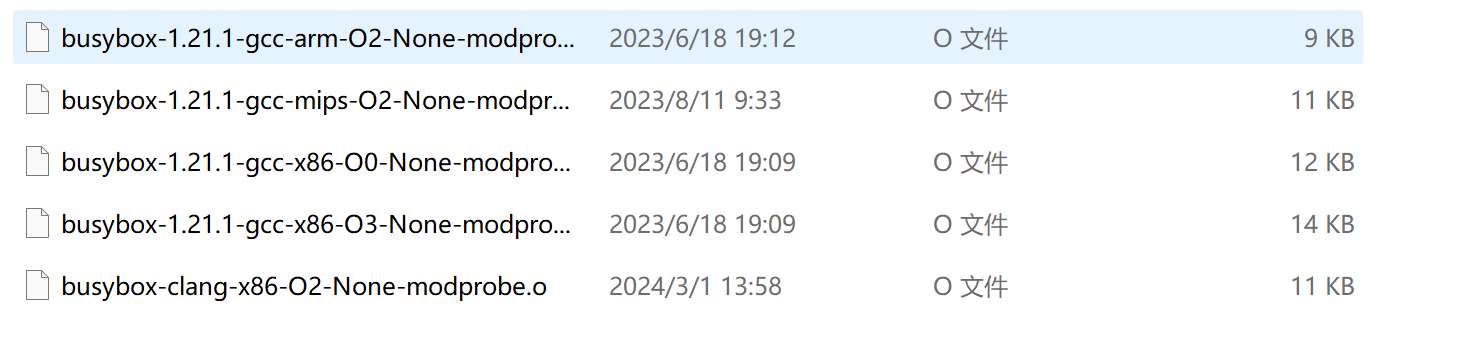 busybox-1.21.1-gcc-arm-O2-None-modpro... 2023/6/18 19:12 O 文件 9 KB
busybox-1.21.1-gcc-mips-O2-None-modpr... 2023/8/11 9:33 O 文件 11 KB
busybox-1.21.1-gcc-x86-O0-None-modpro... 2023/6/18 19:09 O 文件 12 KB
busybox-1.21.1-gcc-x86-O3-None-modpro... 2023/6/18 19:09 O 文件 14 KB
busybox-clang-x86-O2-None-modprobe.o 2024/3/1 13:58 O 文件 11 KB